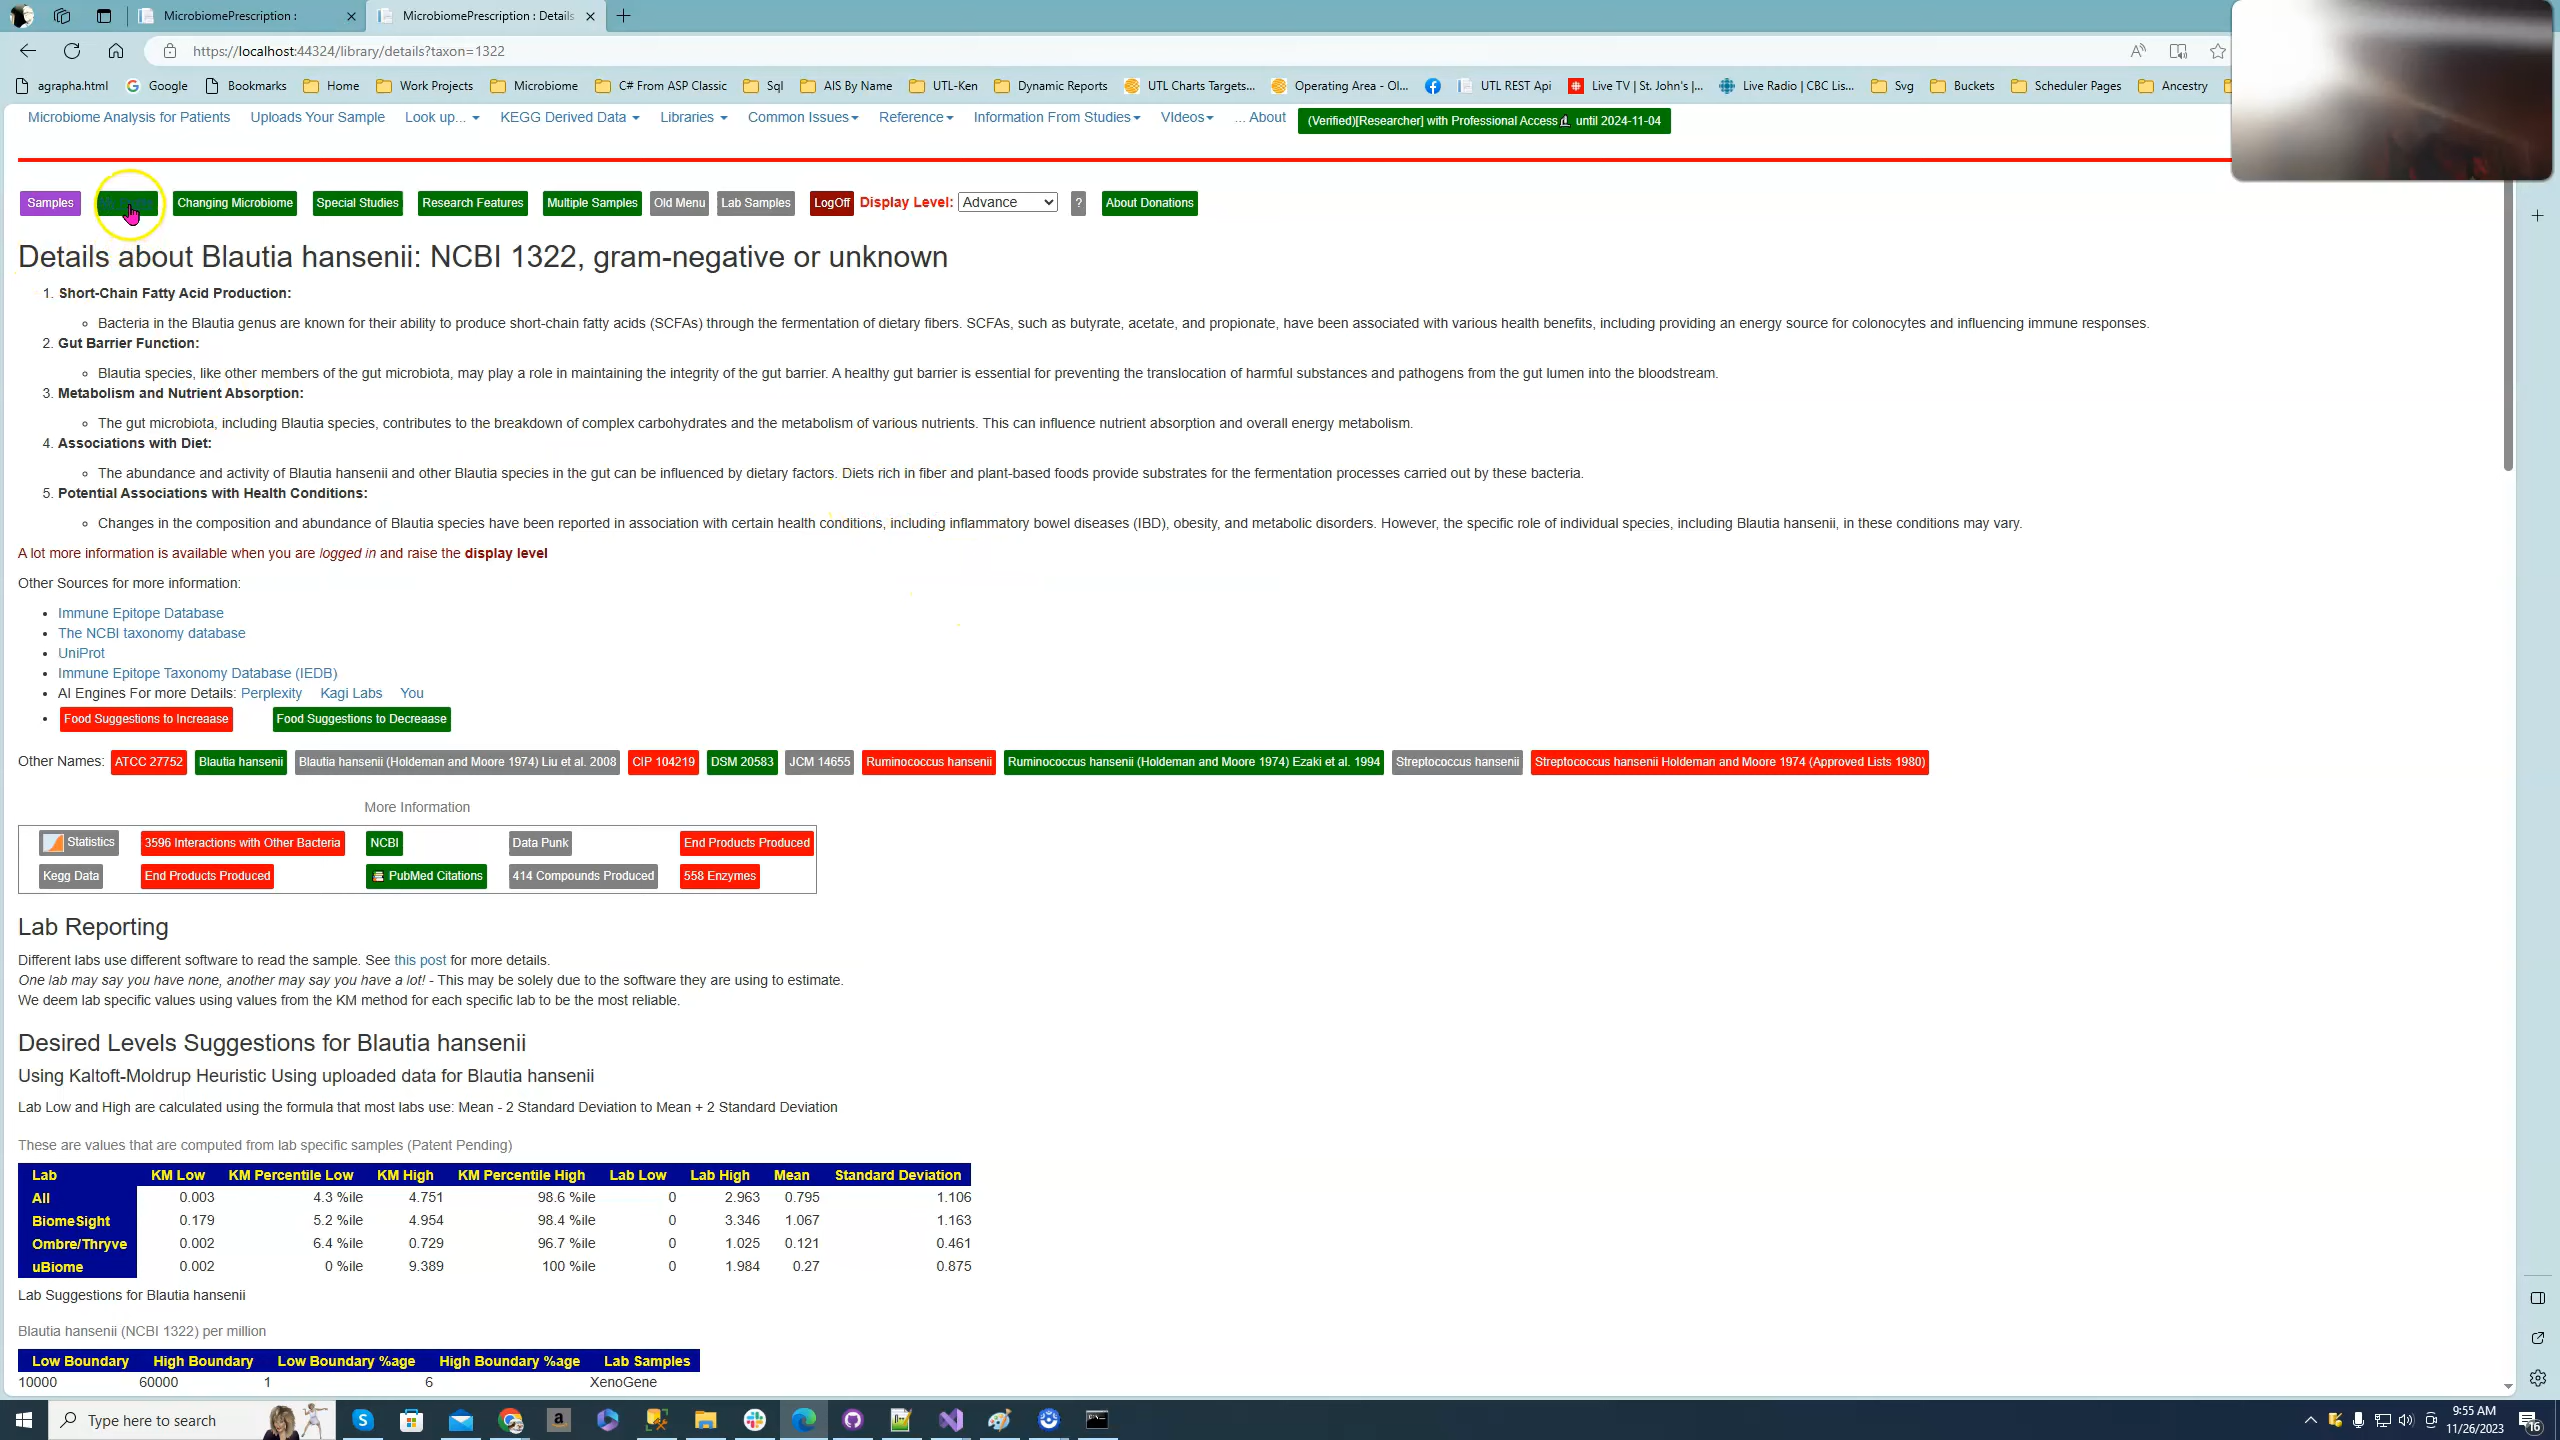 MicrobiomePrescription :
MicrobiomePrescription : Details
https://localhost:44324/library/details?taxon=1322
agrapha.html Google Bookmarks Home Work Projects Microbiome C# From ASP Classic Sql AIS By Name UTL-Ken Dynamic Reports UTL Charts Targets... Operating Area - Ol... UTL REST Api Live TV | St. John's |... Live Radio | CBC Lis... Svg Buckets Scheduler Pages Ancestry
Microbiome Analysis for Patients Uploads Your Sample Look up... KEGG Derived Data Libraries Common Issues Reference Information From Studies VIdeos ... About (Verified)[Researcher] with Professional Access until 2024-11-04
Samples Changing Microbiome Special Studies Research Features Multiple Samples Old Menu Lab Samples LogOff Display Level: Advance ? About Donations
Details about Blautia hansenii: NCBI 1322, gram-negative or unknown
1. Short-Chain Fatty Acid Production:
Bacteria in the Blautia genus are known for their ability to produce short-chain fatty acids (SCFAs) through the fermentation of dietary fibers. SCFAs, such as butyrate, acetate, and propionate, have been associated with various health benefits, including providing an energy source for colonocytes and influencing immune responses.
2. Gut Barrier Function:
Blautia species, like other members of the gut microbiota, may play a role in maintaining the integrity of the gut barrier. A healthy gut barrier is essential for preventing the translocation of harmful substances and pathogens from the gut lumen into the bloodstream.
3. Metabolism and Nutrient Absorption:
The gut microbiota, including Blautia species, contributes to the breakdown of complex carbohydrates and the metabolism of various nutrients. This can influence nutrient absorption and overall energy metabolism.
4. Associations with Diet:
The abundance and activity of Blautia hansenii and other Blautia species in the gut can be influenced by dietary factors. Diets rich in fiber and plant-based foods provide substrates for the fermentation processes carried out by these bacteria.
5. Potential Associations with Health Conditions:
Changes in the composition and abundance of Blautia species have been reported in association with certain health conditions, including inflammatory bowel diseases (IBD), obesity, and metabolic disorders. However, the specific role of individual species, including Blautia hansenii, in these conditions may vary.
A lot more information is available when you are logged in and raise the display level
Other Sources for more information:
Immune Epitope Database
The NCBI taxonomy database
UniProt
Immune Epitope Taxonomy Database (IEDB)
AI Engines For more Details: Perplexity Kagi Labs You
Food Suggestions to Increaase Food Suggestions to Decreaase
Other Names: ATCC 27752 Blautia hansenii Blautia hansenii (Holdeman and Moore 1974) Liu et al. 2008 CIP 104219 DSM 20583 JCM 14655 Ruminococcus hansenii Ruminococcus hansenii (Holdeman and Moore 1974) Ezaki et al. 1994 Streptococcus hansenii Streptococcus hansenii Holdeman and Moore 1974 (Approved Lists 1980)
More Information
Statistics 3596 Interactions with Other Bacteria NCBI Data Punk End Products Produced
Kegg Data End Products Produced PubMed Citations 414 Compounds Produced 558 Enzymes
Lab Reporting
Different labs use different software to read the sample. See this post for more details.
One lab may say you have none, another may say you have a lot! - This may be solely due to the software they are using to estimate.
We deem lab specific values using values from the KM method for each specific lab to be the most reliable.
Desired Levels Suggestions for Blautia hansenii
Using Kaltoft-Moldrup Heuristic Using uploaded data for Blautia hansenii
Lab Low and High are calculated using the formula that most labs use: Mean - 2 Standard Deviation to Mean + 2 Standard Deviation
These are values that are computed from lab specific samples (Patent Pending)
Lab KM Low KM Percentile Low KM High KM Percentile High Lab Low Lab High Mean Standard Deviation
All 0.003 4.3 %ile 4.751 98.6 %ile 0 2.963 0.795 1.106
BiomeSight 0.179 5.2 %ile 4.954 98.4 %ile 0 3.346 1.067 1.163
Ombre/Thryve 0.002 6.4 %ile 0.729 96.7 %ile 0 1.025 0.121 0.461
uBiome 0.002 0 %ile 9.389 100 %ile 0 1.984 0.27 0.875
Lab Suggestions for Blautia hansenii
Blautia hansenii (NCBI 1322) per million
Low Boundary High Boundary Low Boundary %age High Boundary %age Lab Samples
10000 60000 1 6 XenoGene
Type here to search
9:55 AM
11/26/2023
16